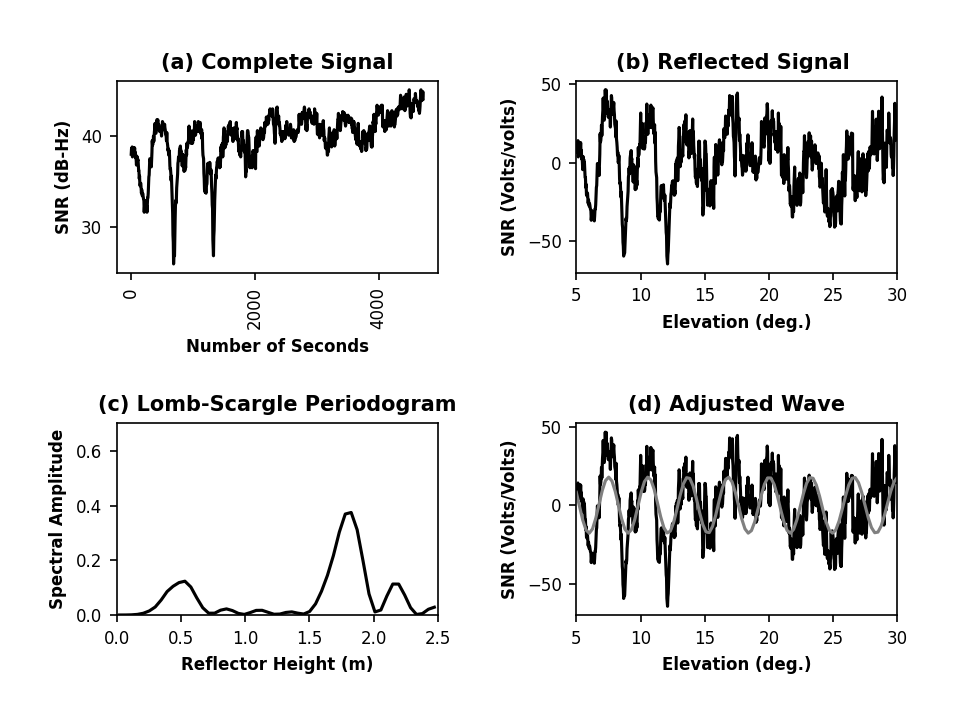 (a) Complete Signal
SNR (dB-Hz)
40
30
0
2000
4000
Number of Seconds
(b) Reflected Signal
SNR (Volts/volts)
50
0
−50
5 10 15 20 25 30
Elevation (deg.)
(c) Lomb-Scargle Periodogram
Spectral Amplitude
0.6
0.4
0.2
0.0
0.0 0.5 1.0 1.5 2.0 2.5
Reflector Height (m)
(d) Adjusted Wave
SNR (Volts/Volts)
50
0
−50
5 10 15 20 25 30
Elevation (deg.)